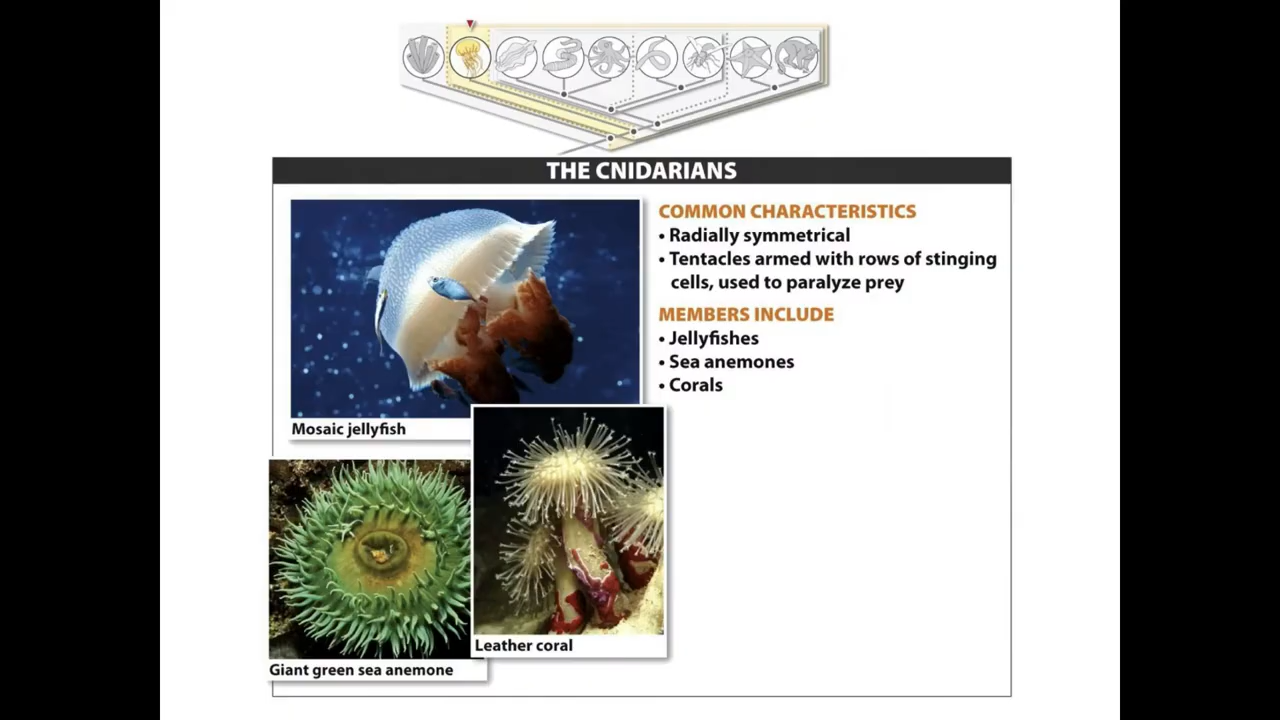 THE CNIDARIANS
Mosaic jellyfish
Giant green sea anemone
Leather coral
COMMON CHARACTERISTICS
• Radially symmetrical
• Tentacles armed with rows of stinging
cells, used to paralyze prey
MEMBERS INCLUDE
• Jellyfishes
• Sea anemones
• Corals